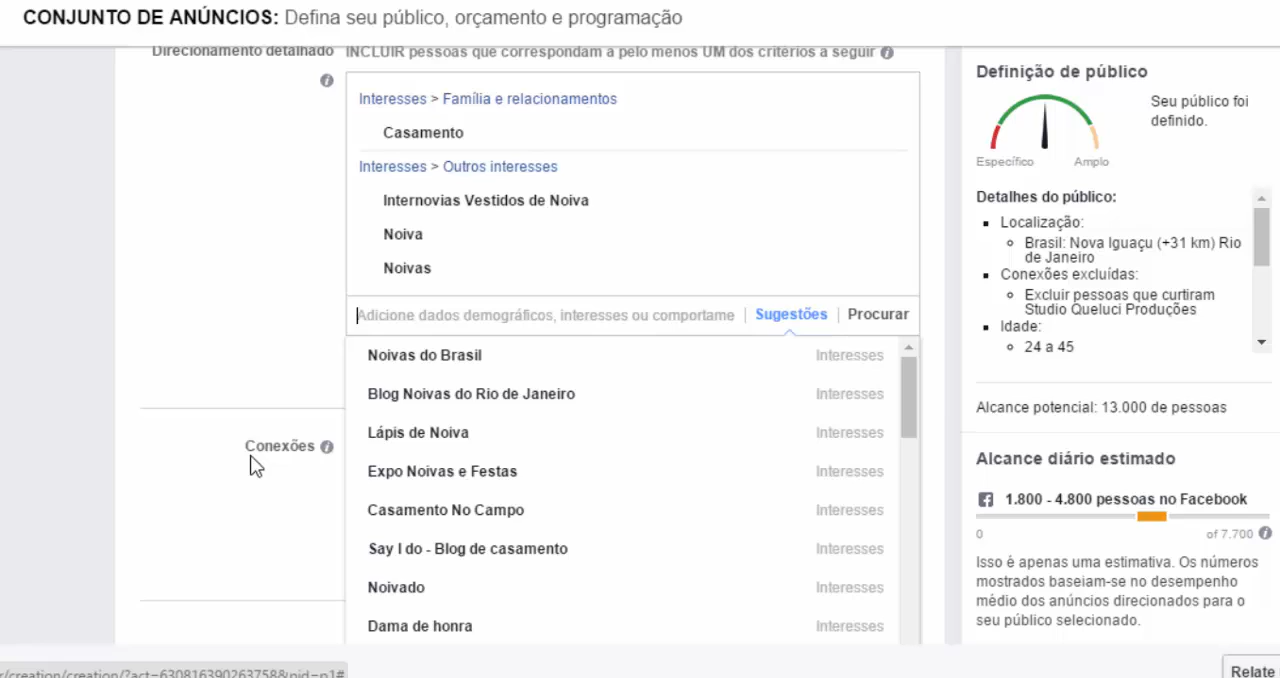 CONJUNTO DE ANÚNCIOS: Defina seu público, orçamento e programação
Direcionamento detalhado
INCLUIR pessoas que correspondam a pelo menos UM dos critérios a seguir
Interesses > Família e relacionamentos
Casamento
Interesses > Outros interesses
Internovias Vestidos de Noiva
Noiva
Noivas
Adicione dados demográficos, interesses ou comportame | Sugestões | Procurar
Noivas do Brasil Interesses
Blog Noivas do Rio de Janeiro Interesses
Lápis de Noiva Interesses
Expo Noivas e Festas Interesses
Casamento No Campo Interesses
Say I do - Blog de casamento Interesses
Noivado Interesses
Dama de honra Interesses
Conexões
Definição de público
Seu público foi
definido.
Específico Amplo
Detalhes do público:
Localização:
Brasil: Nova Iguaçu (+31 km) Rio
de Janeiro
Conexões excluídas:
Excluir pessoas que curtiram
Studio Queluci Produções
Idade:
24 a 45
Alcance potencial: 13.000 de pessoas
Alcance diário estimado
1.800 - 4.800 pessoas no Facebook
0 of 7.700
Isso é apenas uma estimativa. Os números
mostrados baseiam-se no desempenho
médio dos anúncios direcionados para o
seu público selecionado.
r/creation/creation/?act=630816390263758&pid=p1#
Relate